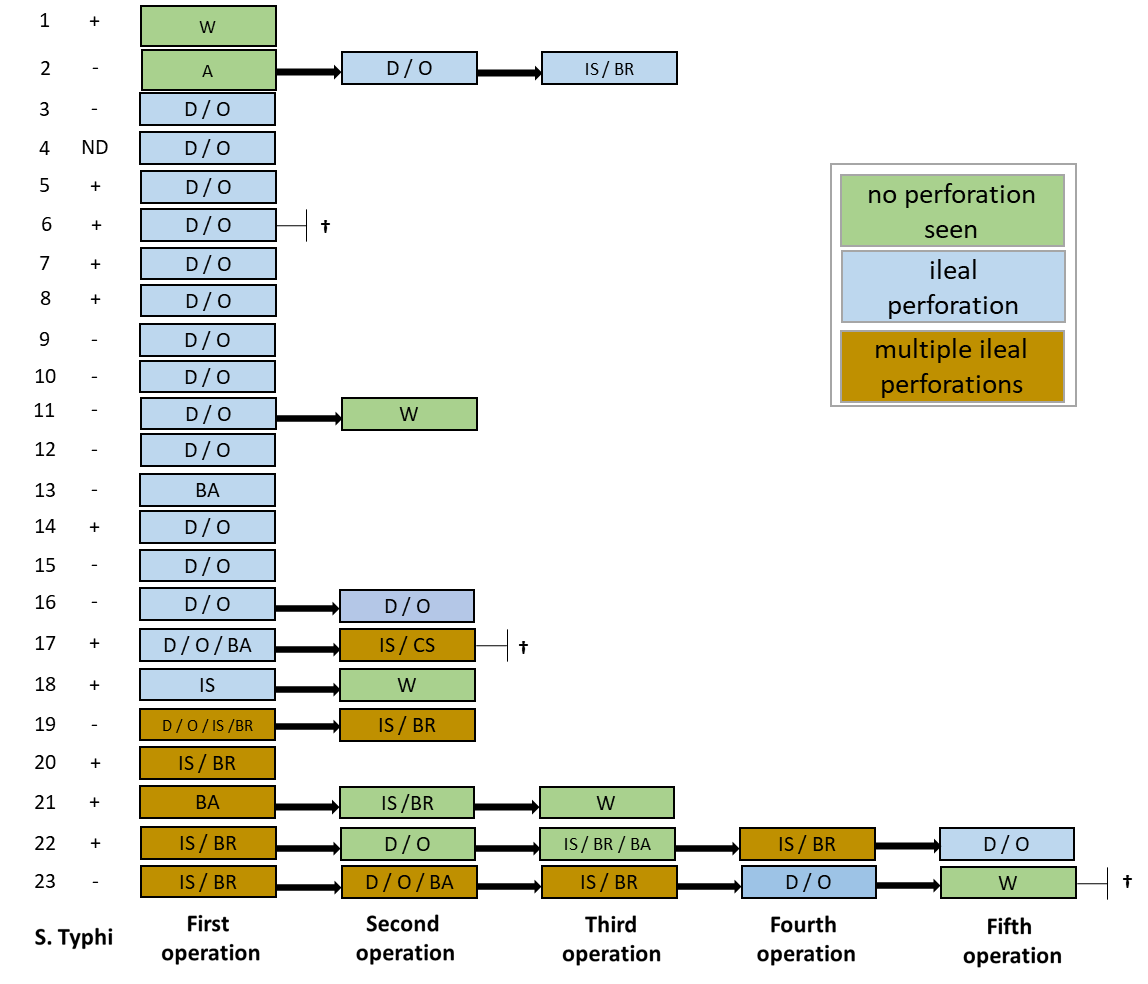 1 + W
2 - A D / O IS / BR
3 - D / O
4 ND D / O
5 + D / O
6 + D / O †
7 + D / O
8 + D / O
9 - D / O
10 - D / O
11 - D / O W
12 - D / O
13 - BA
14 + D / O
15 - D / O
16 - D / O D / O
17 + D / O / BA IS / CS †
18 + IS W
19 - D / O / IS /BR IS / BR
20 + IS / BR
21 + BA IS /BR W
22 + IS / BR D / O IS / BR / BA IS / BR D / O
23 - IS / BR D / O / BA IS / BR D / O W †
S. Typhi
First
operation
Second
operation
Third
operation
Fourth
operation
Fifth
operation
no perforation
seen
ileal
perforation
multiple ileal
perforations